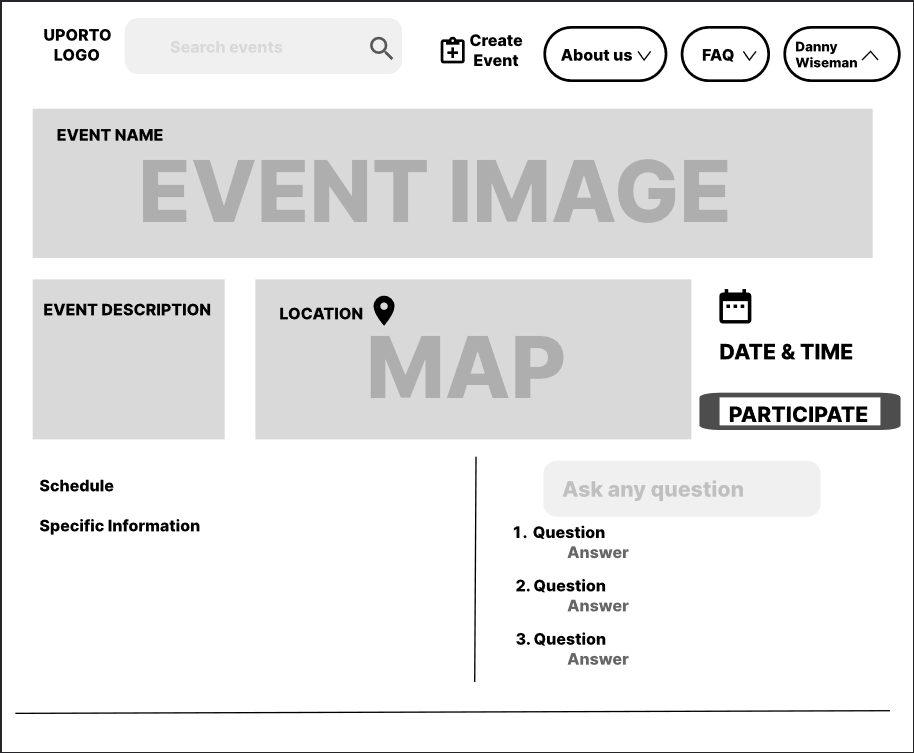 UPORTO
LOGO
Search events
Create
Event
About us
FAQ
Danny
Wiseman
EVENT NAME
EVENT IMAGE
EVENT DESCRIPTION
LOCATION
MAP
DATE & TIME
PARTICIPATE
Schedule
Specific Information
Ask any question
1. Question
Answer
2. Question
Answer
3. Question
Answer